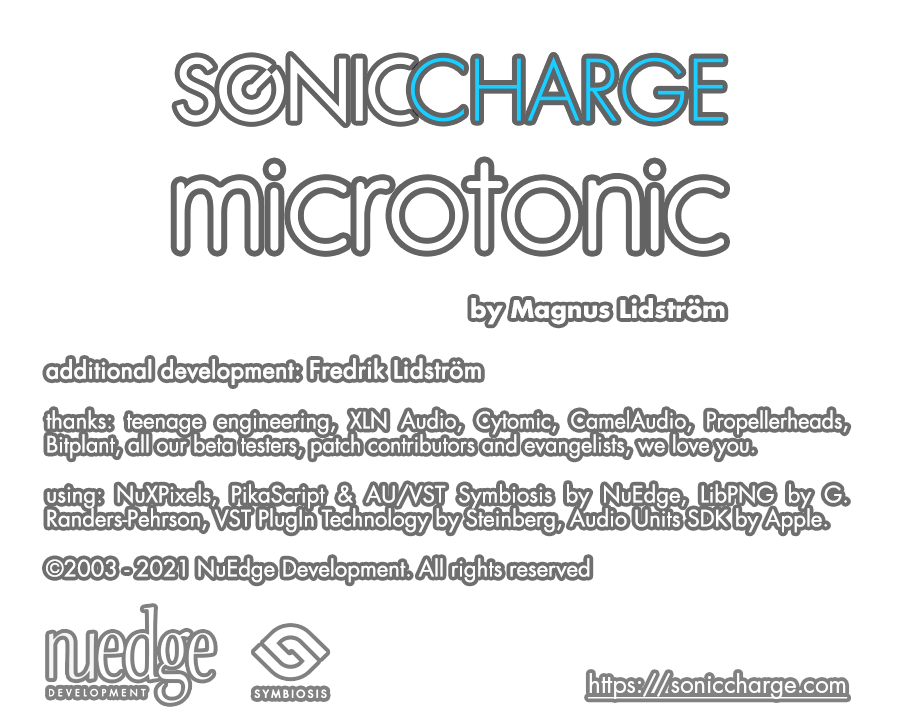 SONICCHARGE
microtonic
by Magnus Lidström
additional development: Fredrik Lidström
thanks: teenage engineering, XLN Audio, Cytomic, CamelAudio, Propellerheads,
Bitplant, all our beta testers, patch contributors and evangelists, we love you.
using: NuXPixels, PikaScript & AU/VST Symbiosis by NuEdge, LibPNG by G.
Randers-Pehrson, VST PlugIn Technology by Steinberg, Audio Units SDK by Apple.
©2003 - 2021 NuEdge Development. All rights reserved
nuedge
DEVELOPMENT
SYMBIOSIS
https:///soniccharge.com